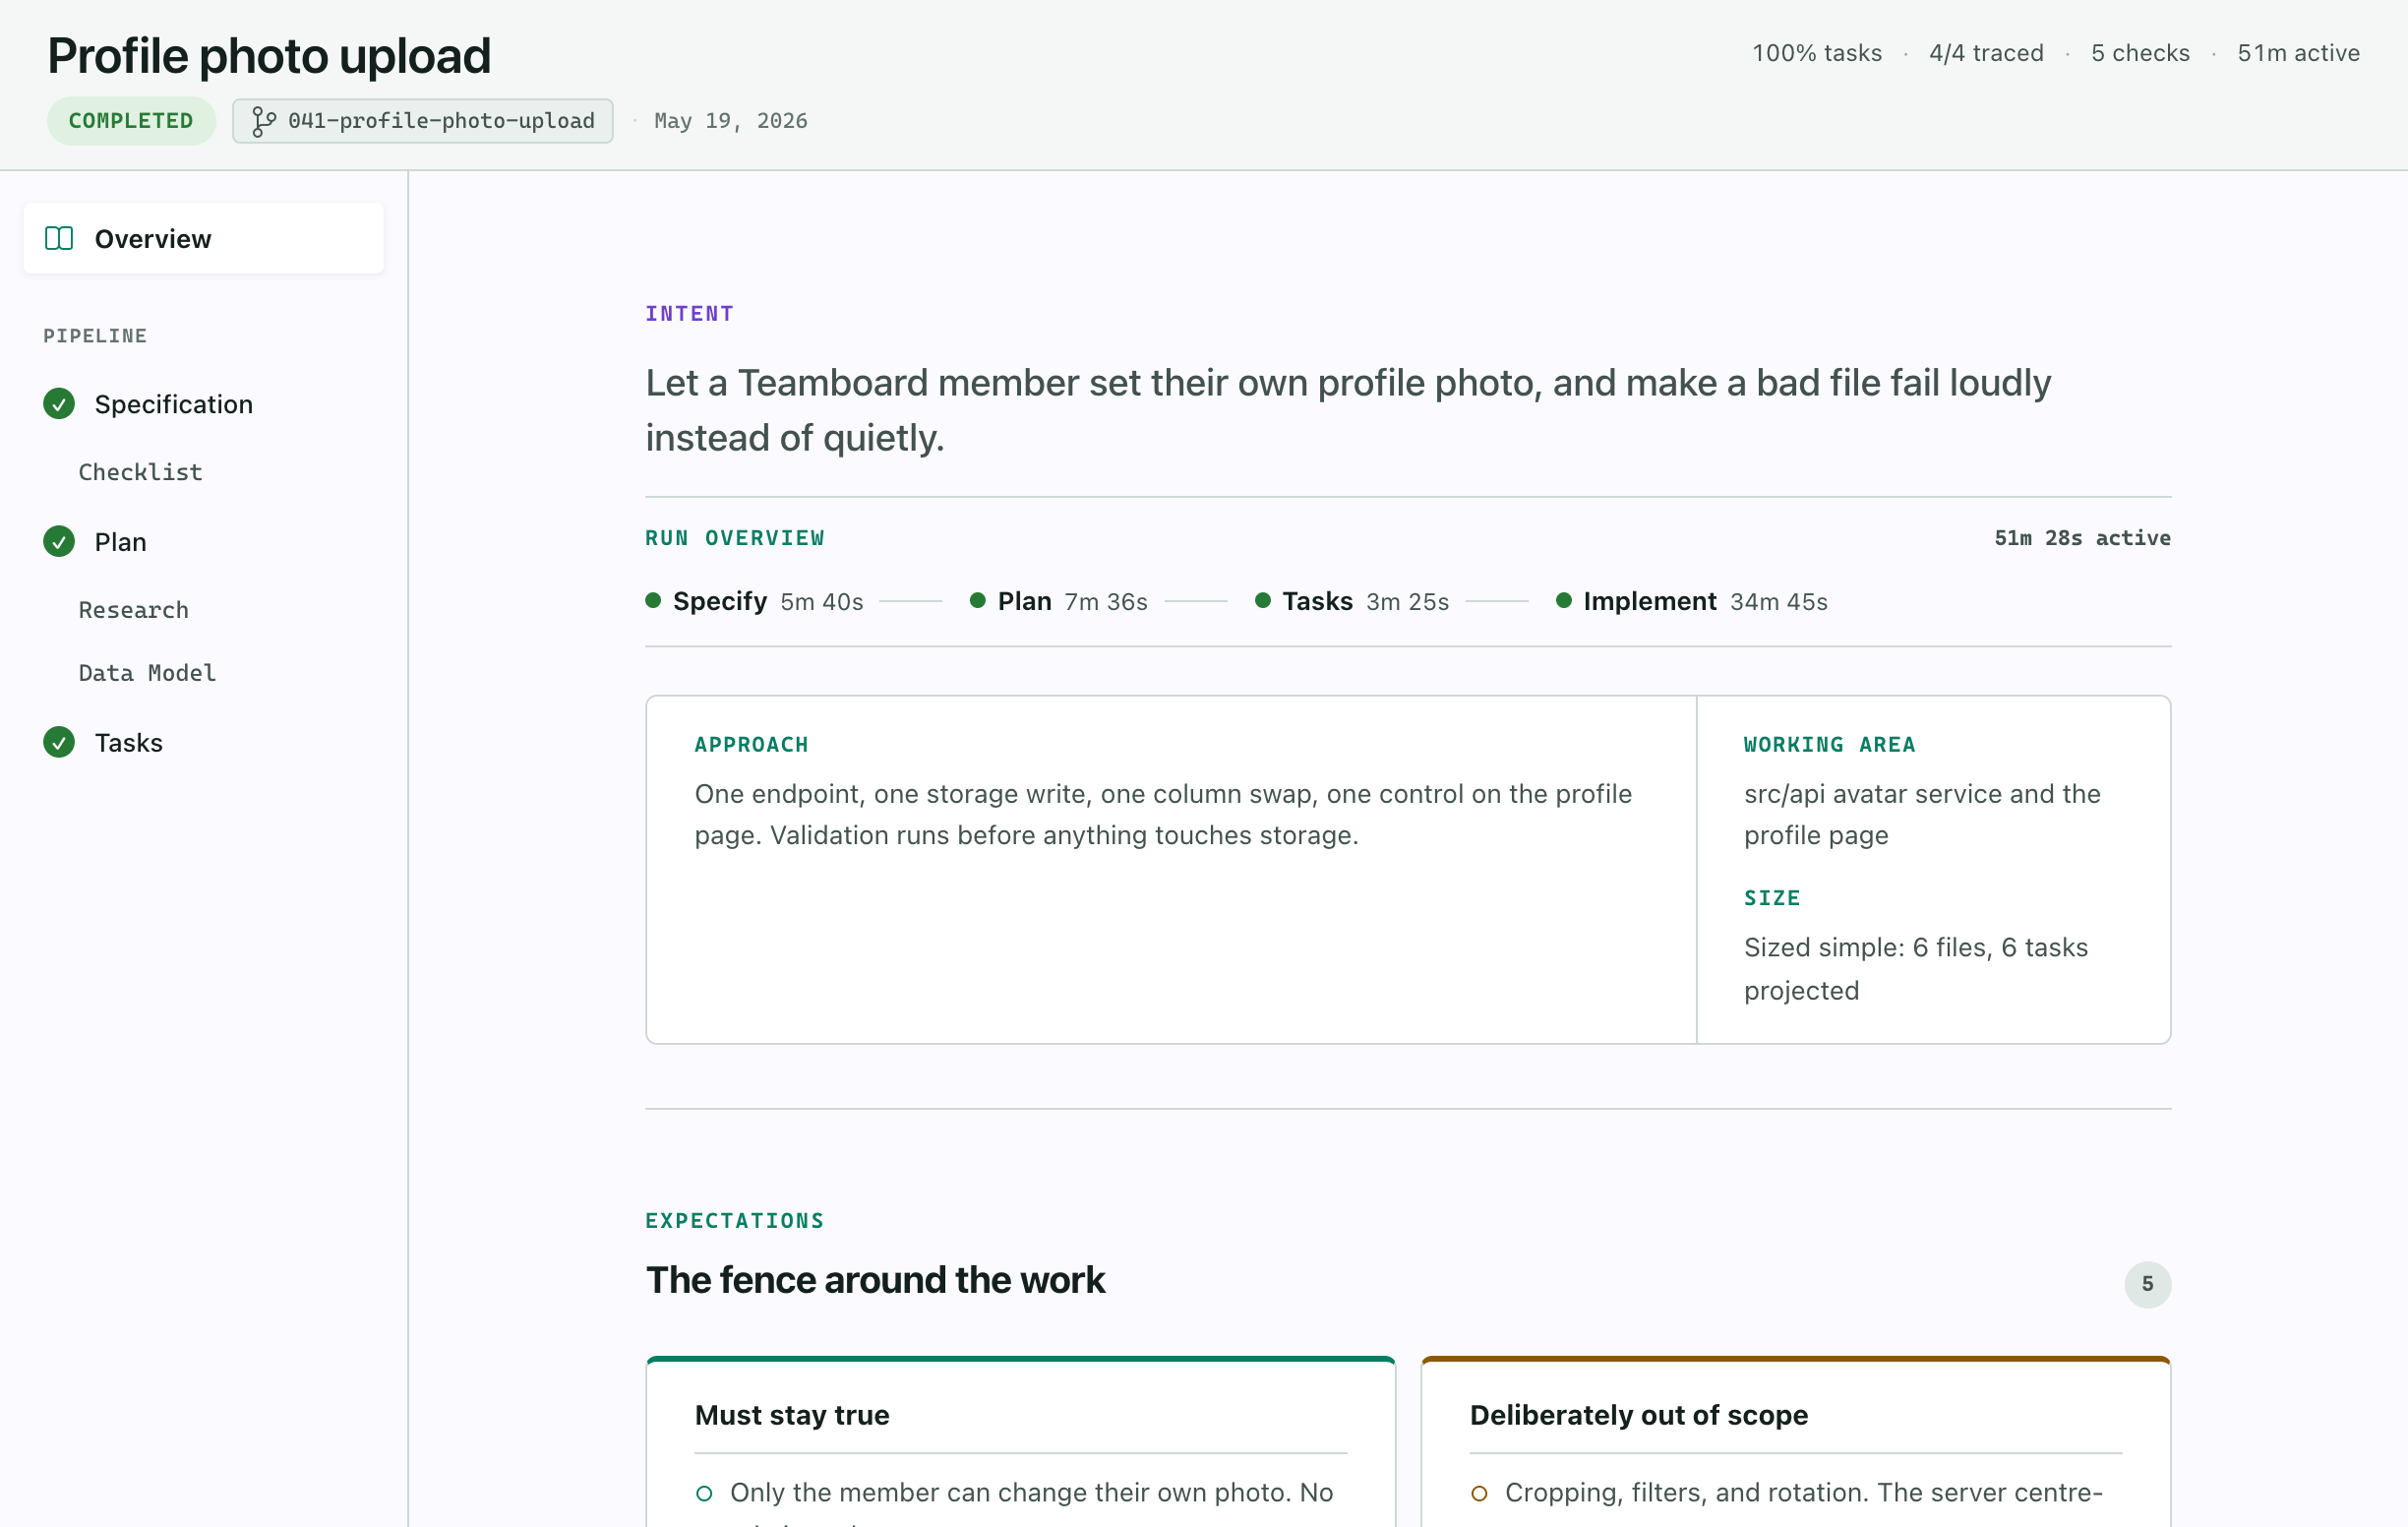 Profile photo upload
100% tasks · 4/4 traced · 5 checks · 51m active
COMPLETED
041-profile-photo-upload · May 19, 2026
Overview
PIPELINE
Specification
Checklist
Plan
Research
Data Model
Tasks
INTENT
Let a Teamboard member set their own profile photo, and make a bad file fail loudly
instead of quietly.
RUN OVERVIEW
51m 28s active
Specify 5m 40s
Plan 7m 36s
Tasks 3m 25s
Implement 34m 45s
APPROACH
One endpoint, one storage write, one column swap, one control on the profile
page. Validation runs before anything touches storage.
WORKING AREA
src/api avatar service and the
profile page
SIZE
Sized simple: 6 files, 6 tasks
projected
EXPECTATIONS
The fence around the work
5
Must stay true
Only the member can change their own photo. No
Deliberately out of scope
Cropping, filters, and rotation. The server centre-